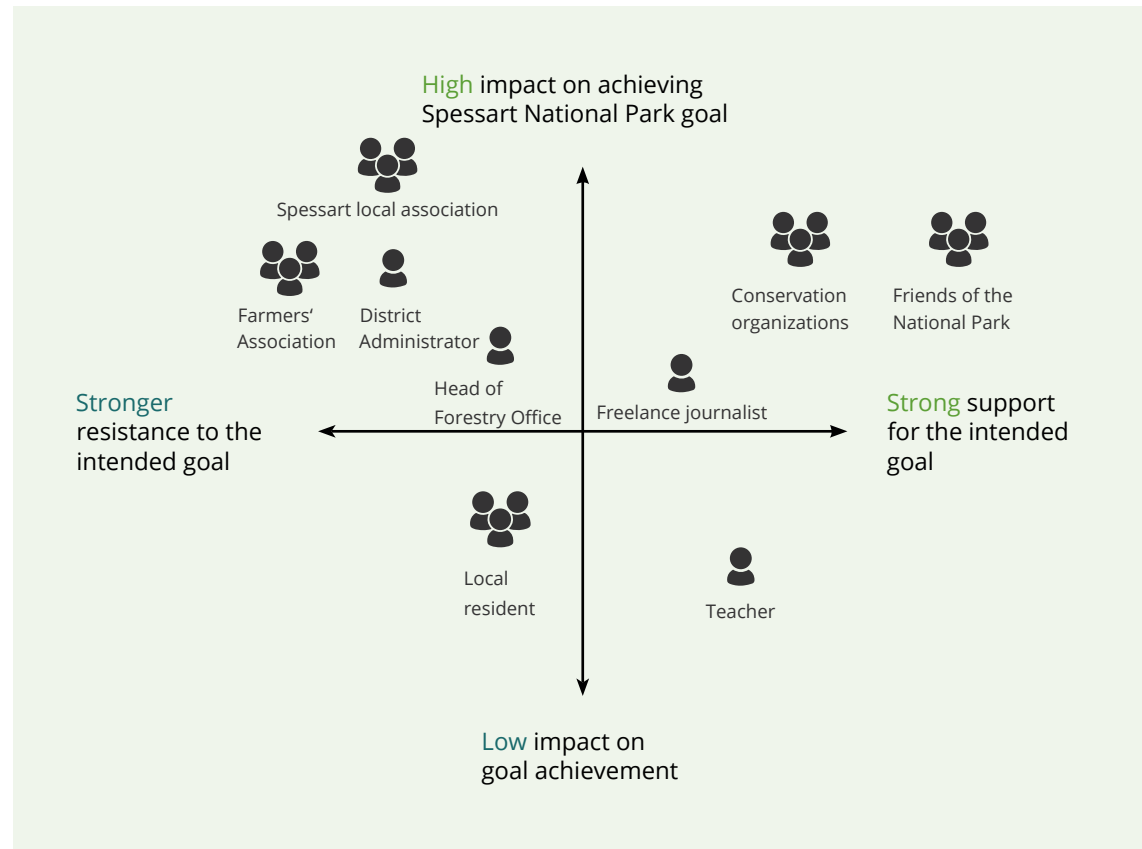 High impact on achieving
Spessart National Park goal
Spessart local association
Farmers‘
Association
District
Administrator
Head of
Forestry Office
Conservation
organizations
Friends of the
National Park
Freelance journalist
Stronger
resistance to the
intended goal
Strong support
for the intended
goal
Local
resident
Teacher
Low impact on
goal achievement